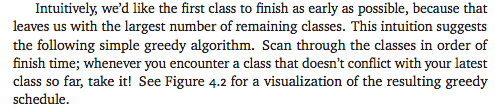 Intuitively, we'd like the first class to finish as early as possible, because that
leaves us with the largest number of remaining classes. This intuition suggests
the following simple greedy algorithm. Scan through the classes in order of
finish time; whenever you encounter a class that doesn't conflict with your latest
class so far, take it! See Figure 4.2 for a visualization of the resulting greedy
schedule.